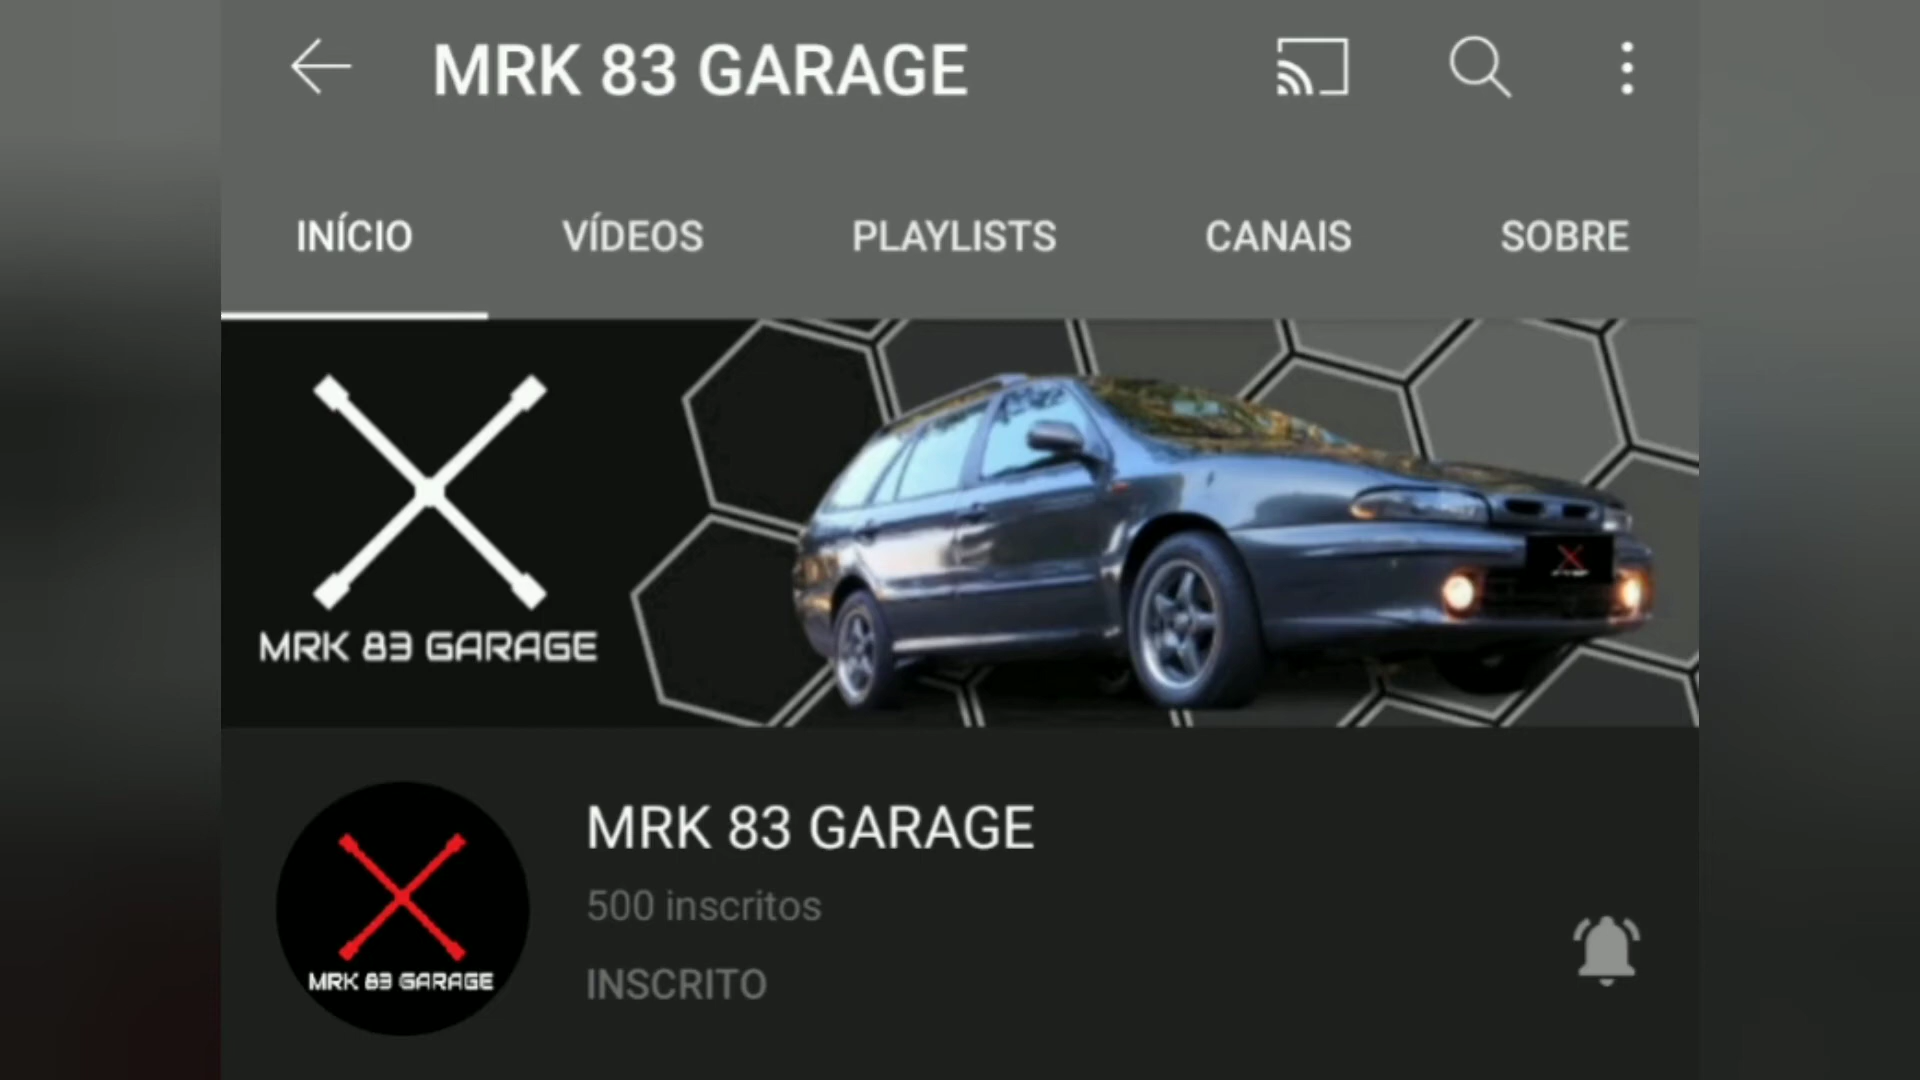 MRK 83 GARAGE
INÍCIO VÍDEOS PLAYLISTS CANAIS SOBRE
MRK 83 GARAGE
MRK 83 GARAGE
500 inscritos
INSCRITO
MRK 83 GARAGE